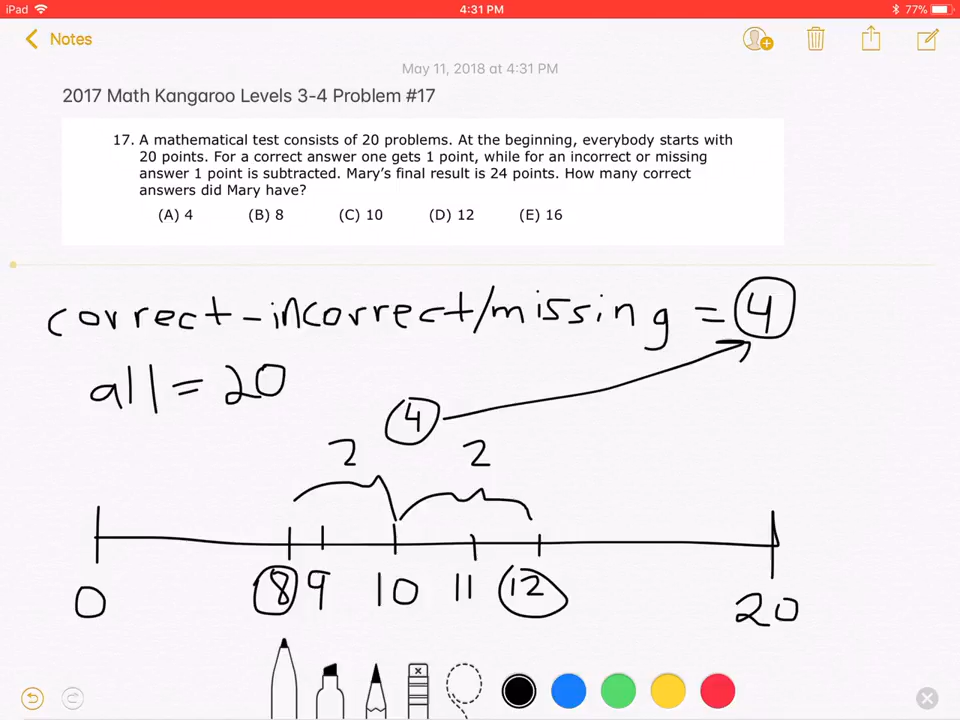 iPad 4:31 PM 77%
Notes
May 11, 2018 at 4:31 PM
2017 Math Kangaroo Levels 3-4 Problem #17
17. A mathematical test consists of 20 problems. At the beginning, everybody starts with
20 points. For a correct answer one gets 1 point, while for an incorrect or missing
answer 1 point is subtracted. Mary's final result is 24 points. How many correct
answers did Mary have?
(A) 4 (B) 8 (C) 10 (D) 12 (E) 16
correct-incorrect/missing = 4
all = 20
4
2 2
0 8 9 10 11 12 20